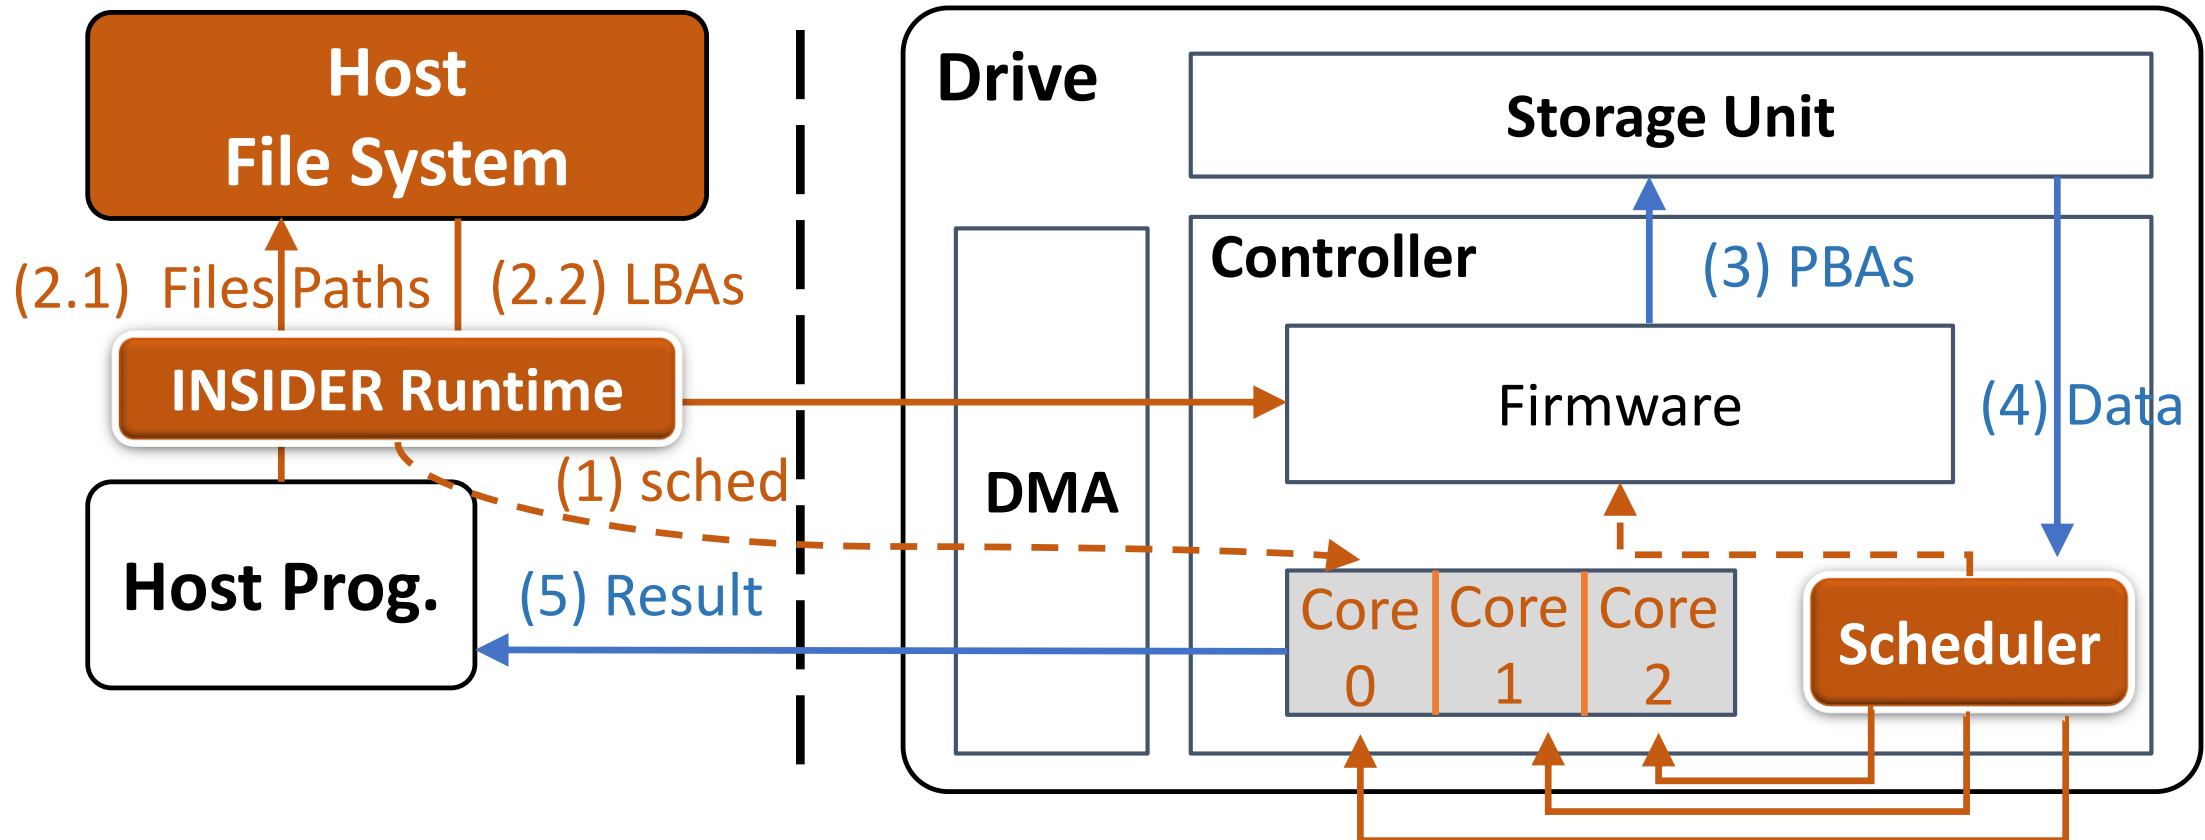 Host
File System
(2.1) Files Paths
(2.2) LBAs
INSIDER Runtime
(1) sched
Host Prog.
(5) Result
Drive
Storage Unit
DMA
Controller
(3) PBAs
Firmware
(4) Data
Core
0
Core
1
Core
2
Scheduler